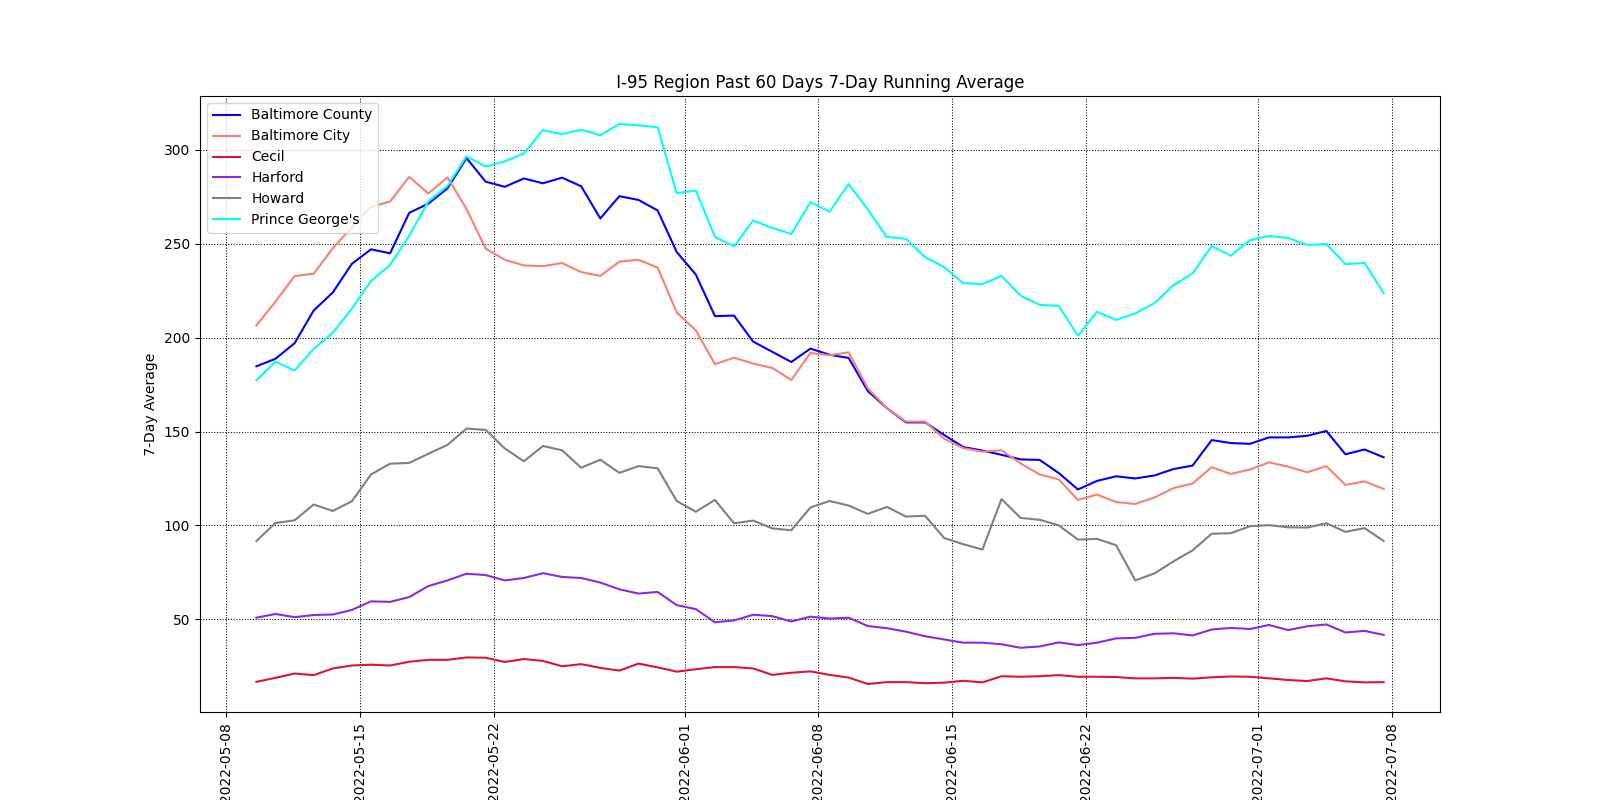 I-95 Region Past 60 Days 7-Day Running Average
Baltimore County
Baltimore City
Cecil
Harford
Howard
Prince George's
7-Day Average
300
250
200
150
100
50
2022-05-08
2022-05-15
2022-05-22
2022-06-01
2022-06-08
2022-06-15
2022-06-22
2022-07-01
2022-07-08